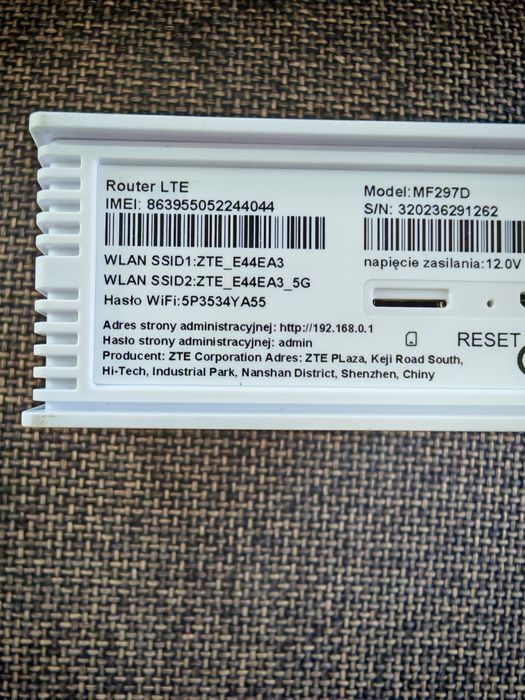 Router LTE
IMEI: 863955052244044
Model:MF297D
S/N: 320236291262
WLAN SSID1:ZTE_E44EA3
napięcie zasilania:12.0V
WLAN SSID2:ZTE_E44EA3_5G
Hasło WiFi:5P3534YA55
Adres strony administracyjnej: http://192.168.0.1
Hasło strony administracyjnej: admin
RESET
Producent: ZTE Corporation Adres: ZTE PLaza, Keji Road South,
Hi-Tech, Industrial Park, Nanshan District, Shenzhen, Chiny